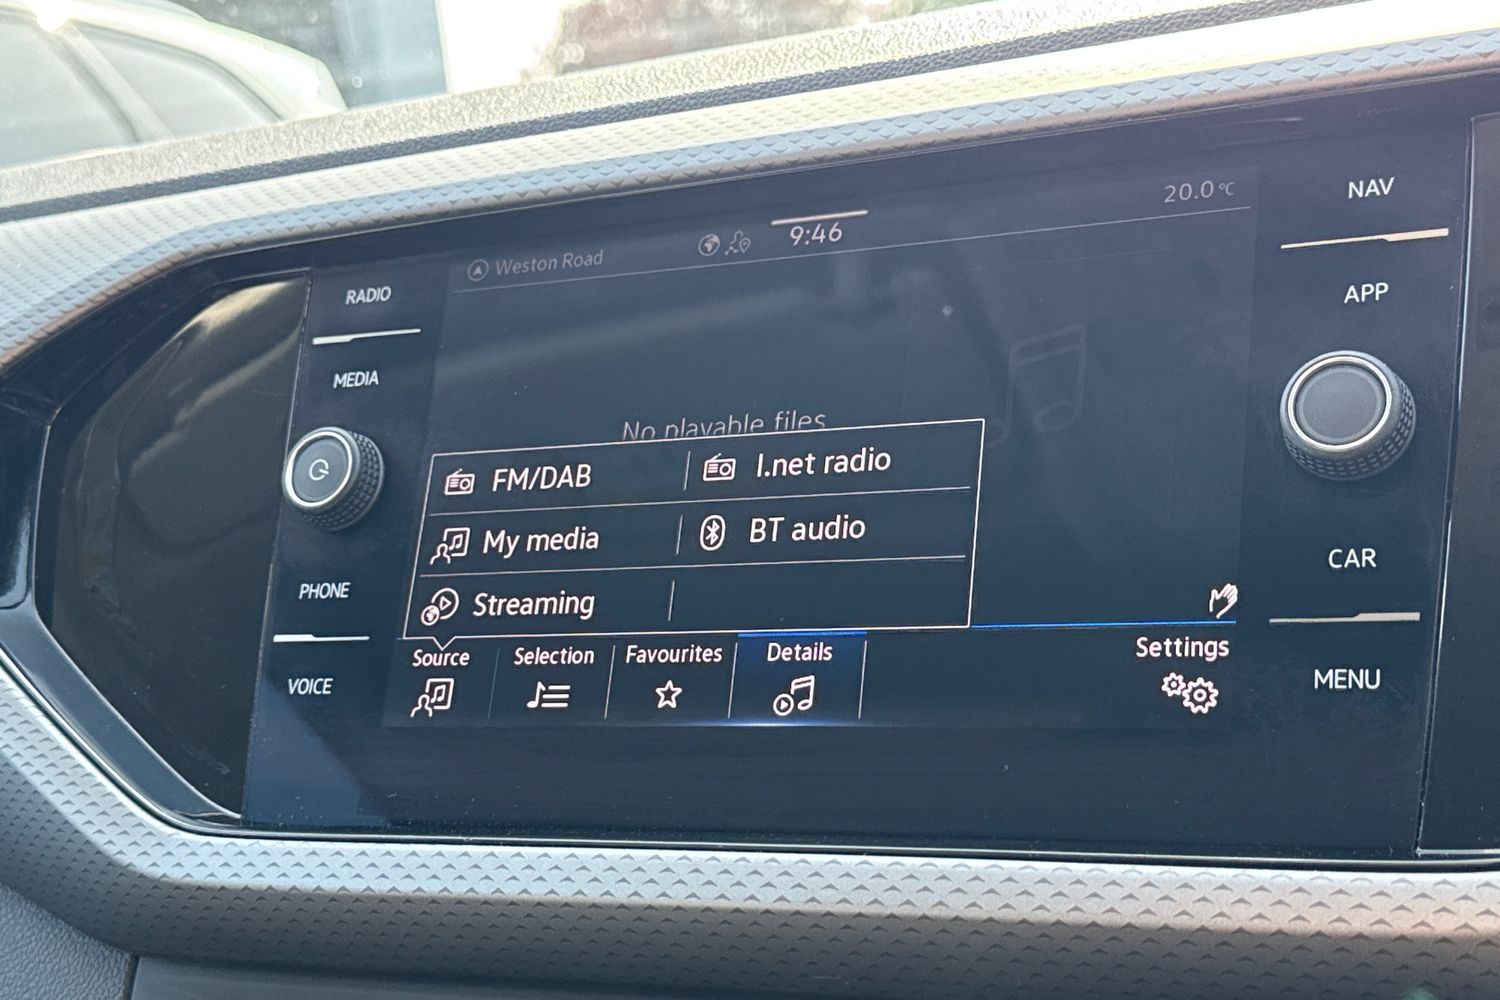 20.0°C
NAV
9:46
Weston Road
RADIO
APP
MEDIA
No playable files
FM/DAB
I.net radio
My media
BT audio
CAR
PHONE
Streaming
Source
Selection
Favourites
Details
Settings
VOICE
MENU